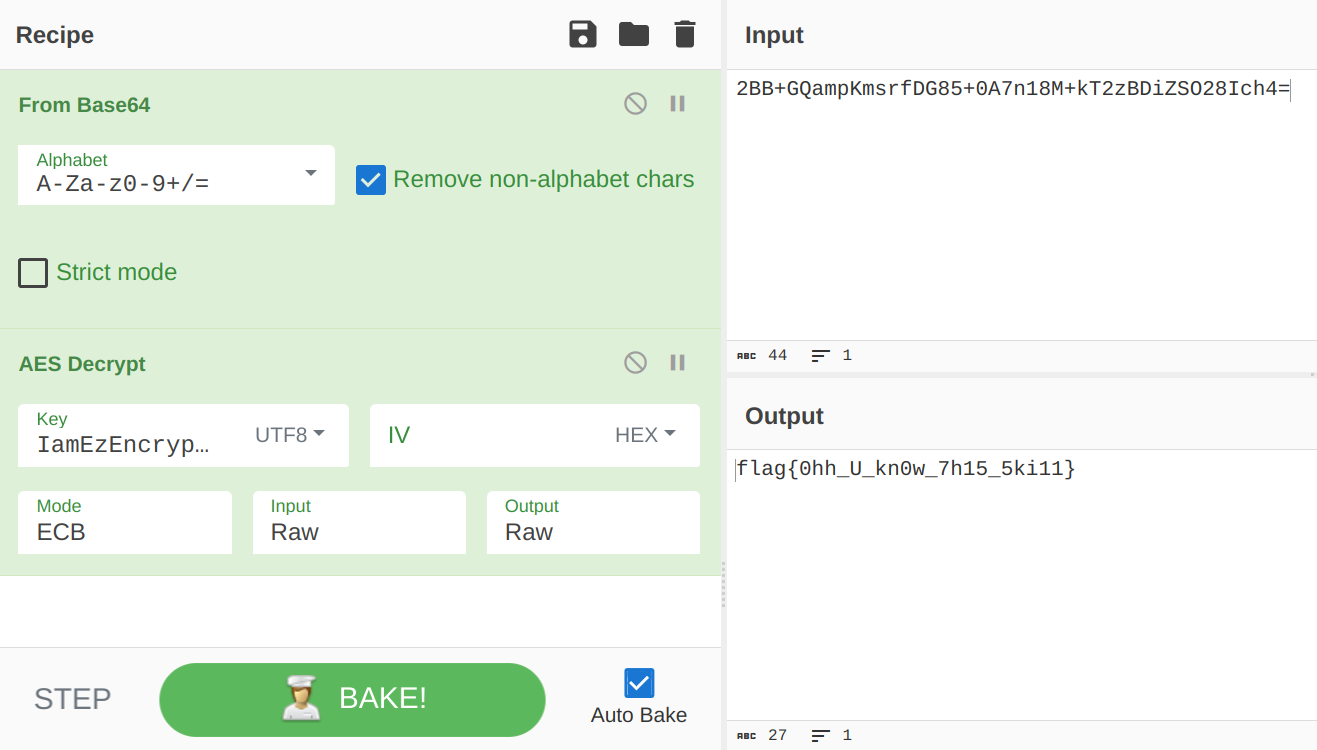 Recipe
From Base64
Alphabet
A-Za-z0-9+/=
Remove non-alphabet chars
Strict mode
AES Decrypt
Key
IamEzEncryp…
UTF8
IV
HEX
Mode
ECB
Input
Raw
Output
Raw
STEP
BAKE!
Auto Bake
Input
2BB+GQampKmsrfDG85+0A7n18M+kT2zBDiZSO28Ich4=
ABC 44 1
Output
flag{0hh_U_kn0w_7h15_5ki11}
ABC 27 1